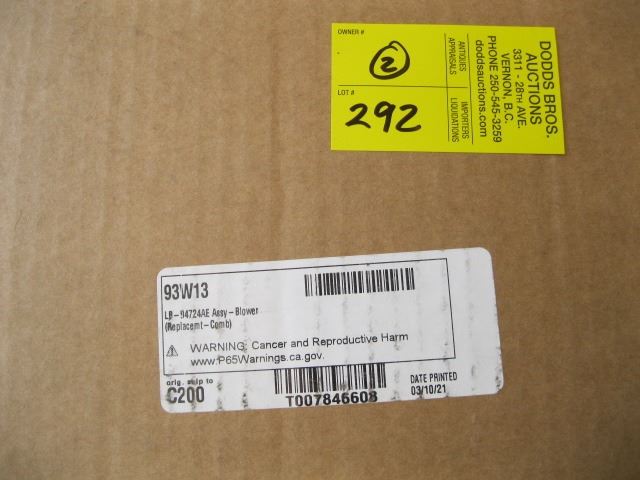 OWNER #
2
LOT #
292
ANTIQUES
APPRAISALS
IMPORTERS
LIQUIDATIONS
DODDS BROS.
AUCTIONS
3311 - 28TH AVE.
VERNON, B.C.
PHONE 250-545-3259
doddsauctions.com
93W13
LB-94724AE Assy-Blower
(Replacemt-Comb)
WARNING: Cancer and Reproductive Harm
www.P65Warnings.ca.gov.
orig. ship to
C200
T007846608
DATE PRINTED
03/10/21